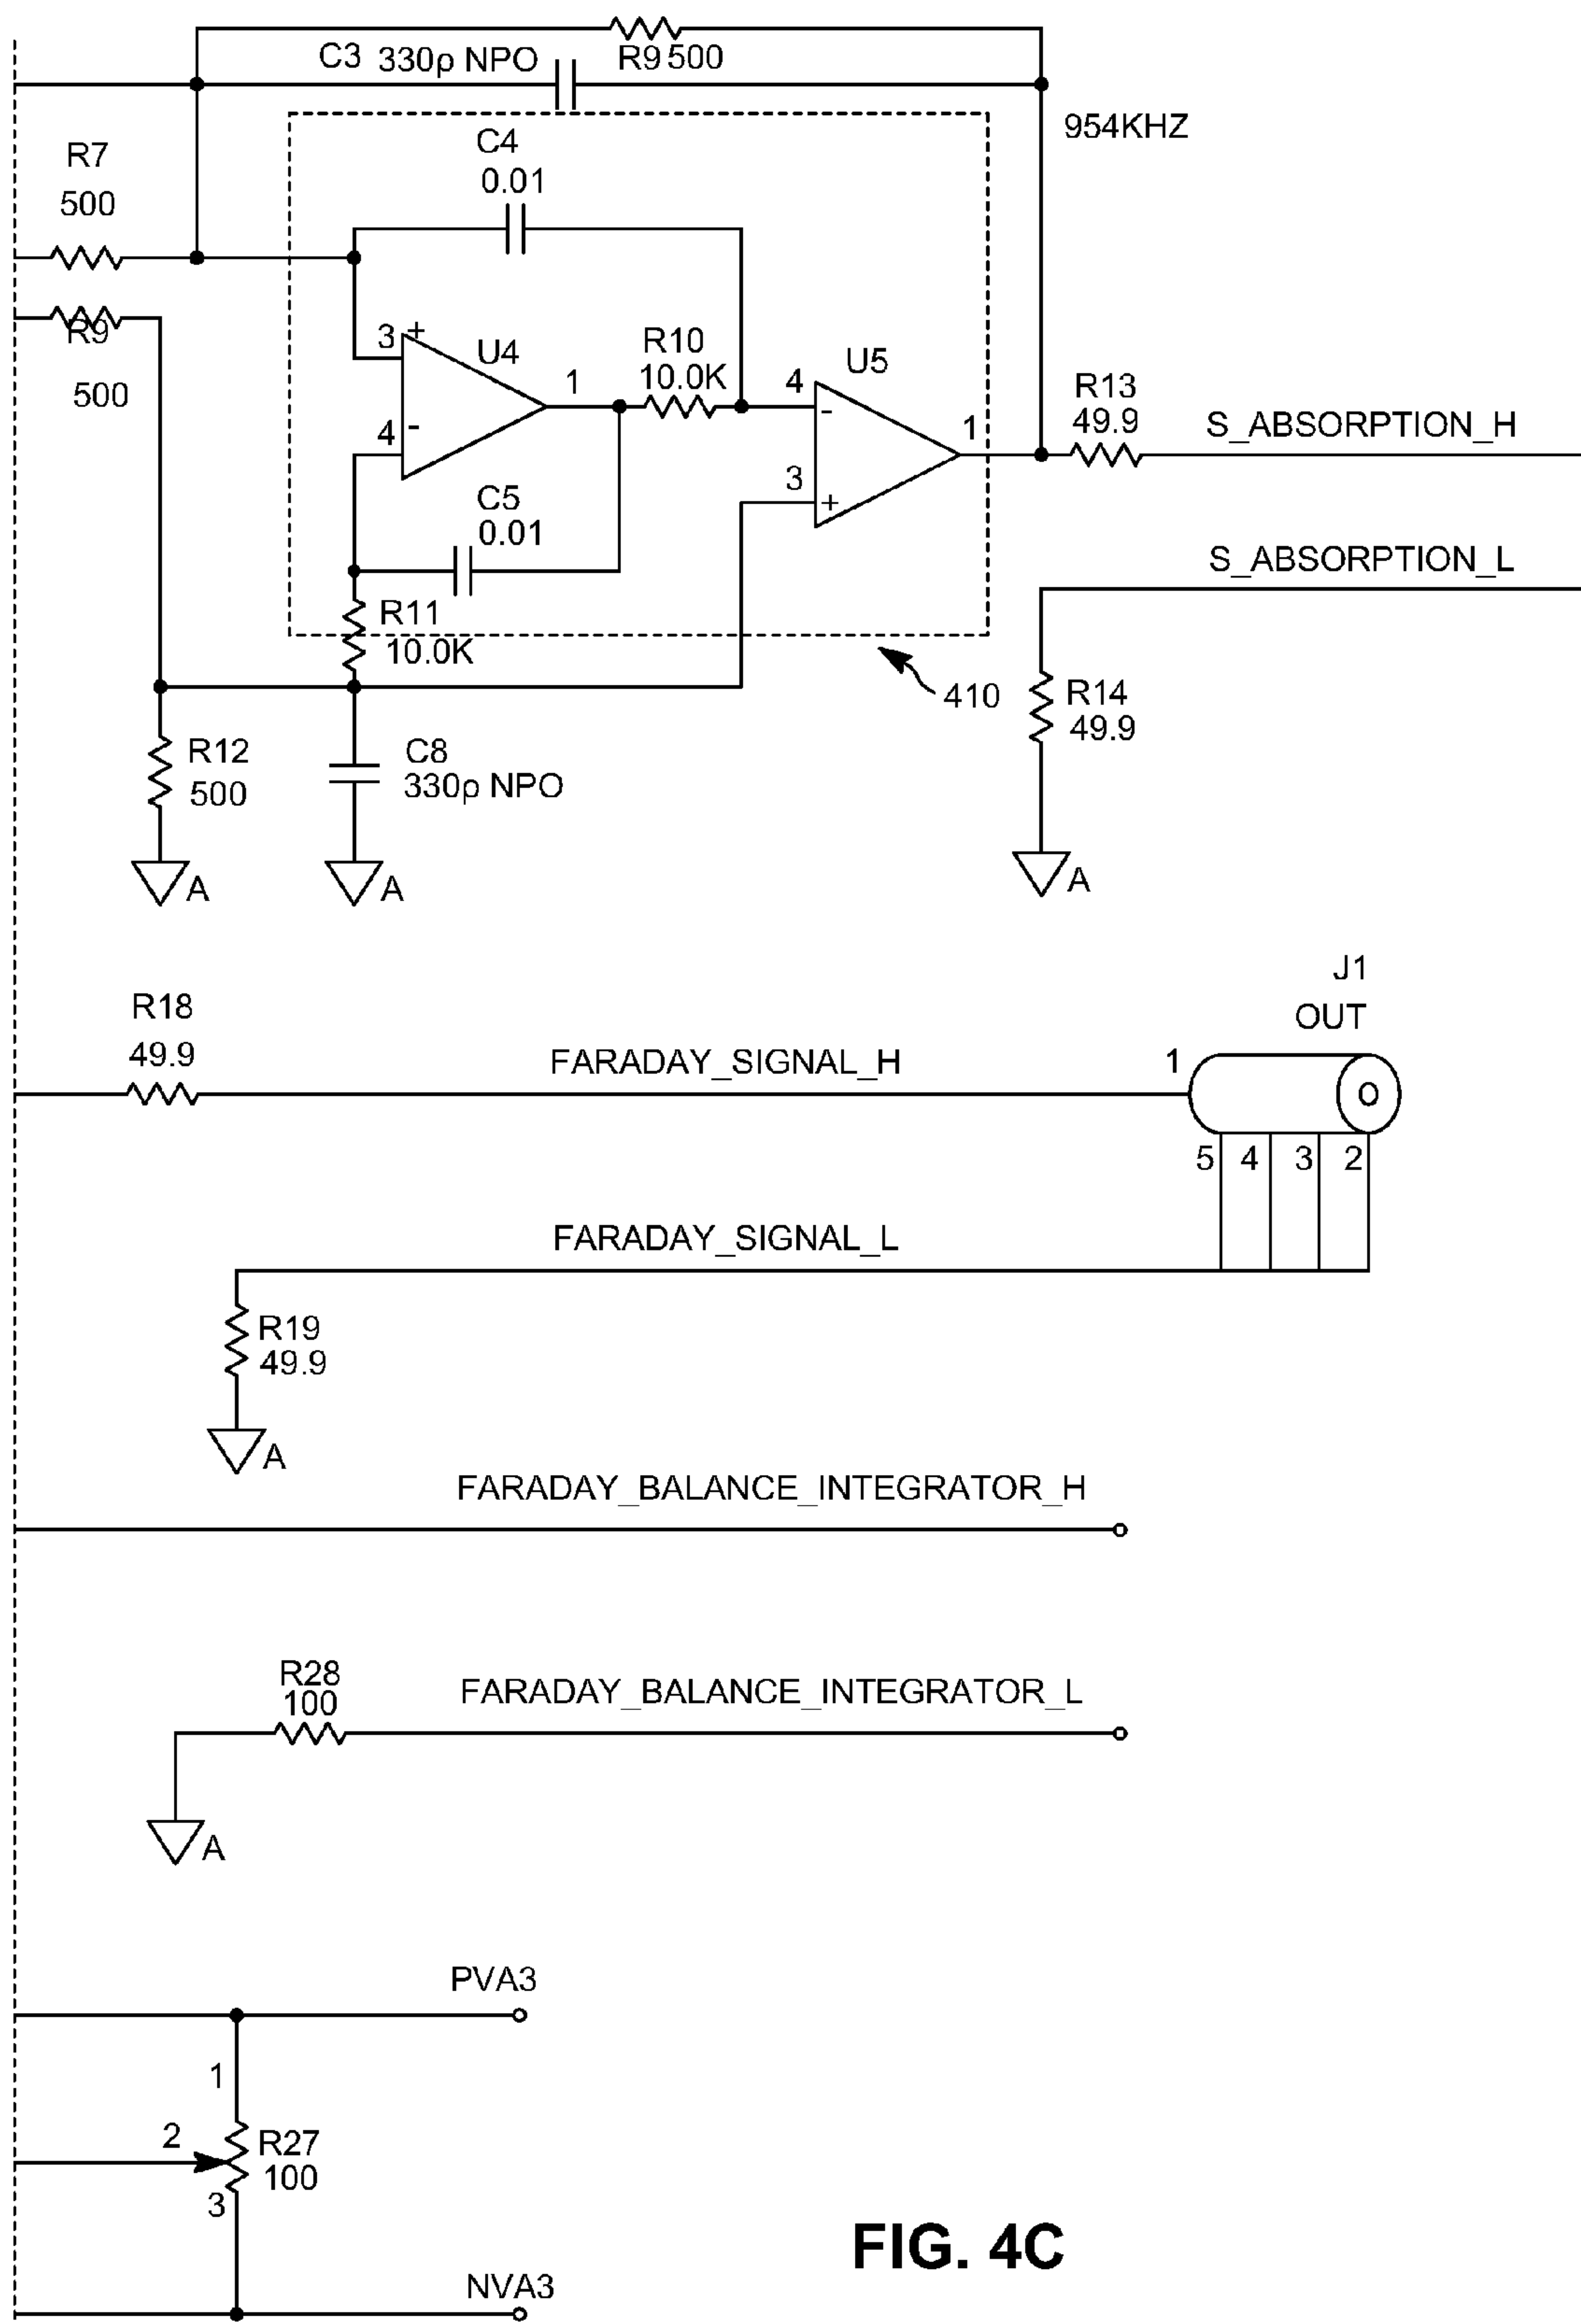 C3 330p NPO
R9 500
954KHZ
R7
500
C4
0.01
R9
500
3
+
U4
1
R10
10.0K
4
-
U5
4
-
1
3
+
R13
49.9
S_ABSORPTION_H
C5
0.01
S_ABSORPTION_L
R11
10.0K
410
R14
49.9
R12
500
C8
330p NPO
A
A
A
J1
OUT
R18
49.9
FARADAY_SIGNAL_H
1
5 4 3 2
FARADAY_SIGNAL_L
R19
49.9
A
FARADAY_BALANCE_INTEGRATOR_H
R28
100
FARADAY_BALANCE_INTEGRATOR_L
A
PVA3
1
2
R27
100
3
NVA3
FIG. 4C